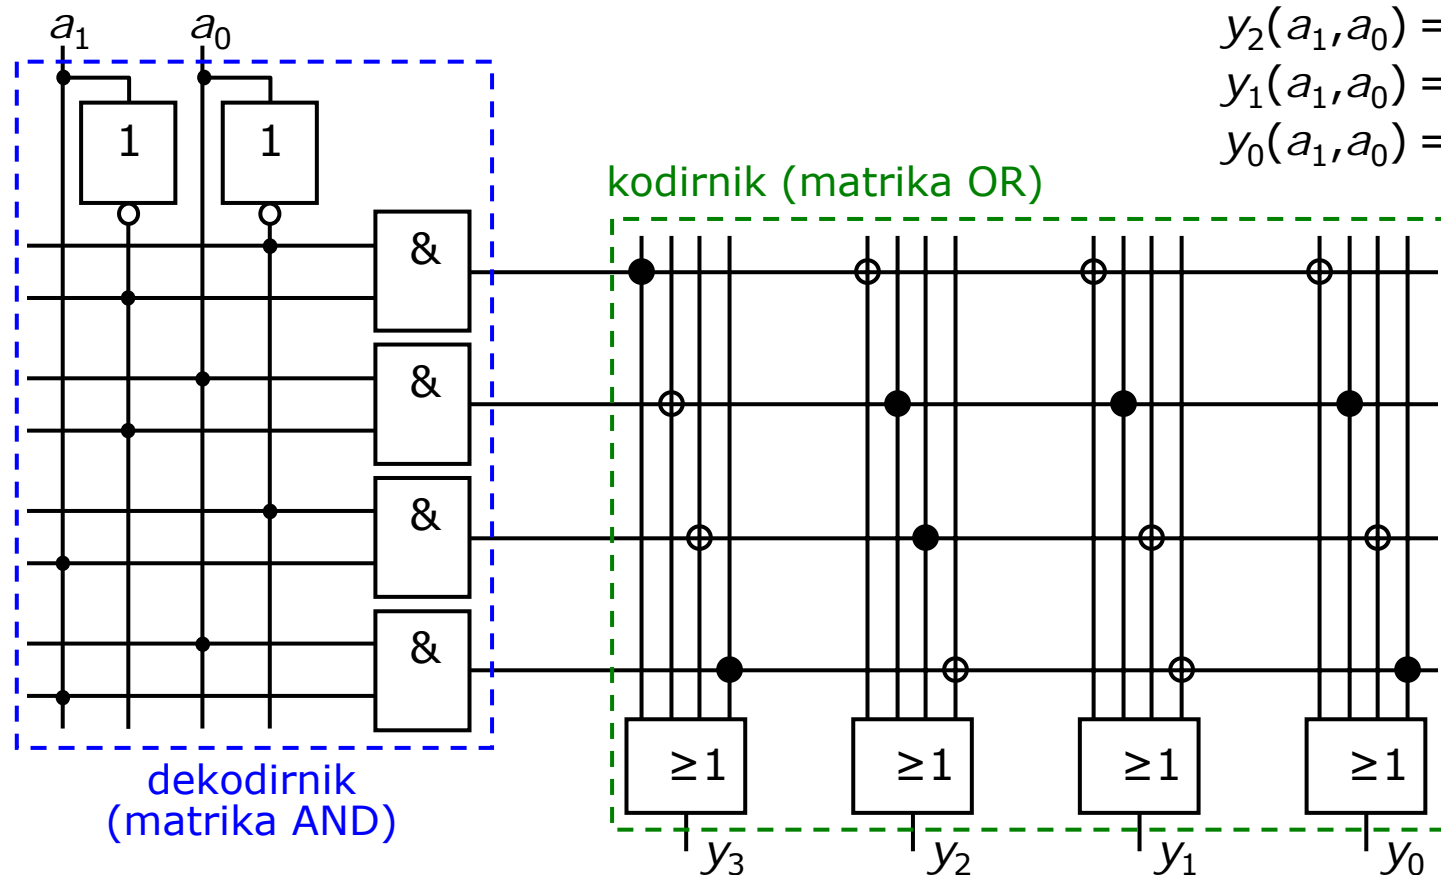 a₁ a₀
y₂(a₁,a₀) =
y₁(a₁,a₀) =
y₀(a₁,a₀) =
1 1
kodirnik (matrika OR)
&
&
&
&
≥1 ≥1 ≥1 ≥1
dekodirnik
(matrika AND)
y₃ y₂ y₁ y₀